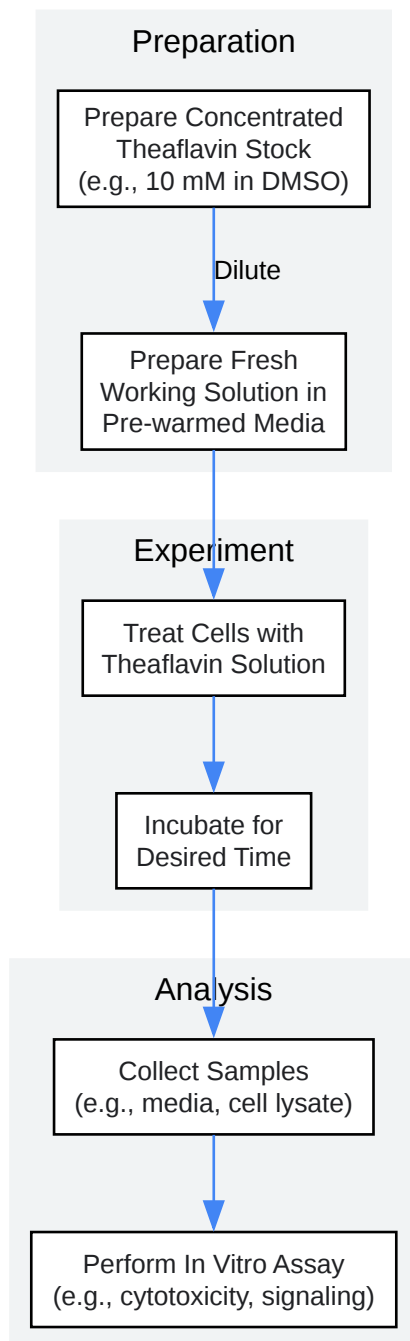 Preparation
Prepare Concentrated
Theaflavin Stock
(e.g., 10 mM in DMSO)
Dilute
Prepare Fresh
Working Solution in
Pre-warmed Media
Experiment
Treat Cells with
Theaflavin Solution
Incubate for
Desired Time
Analysis
Collect Samples
(e.g., media, cell lysate)
Perform In Vitro Assay
(e.g., cytotoxicity, signaling)